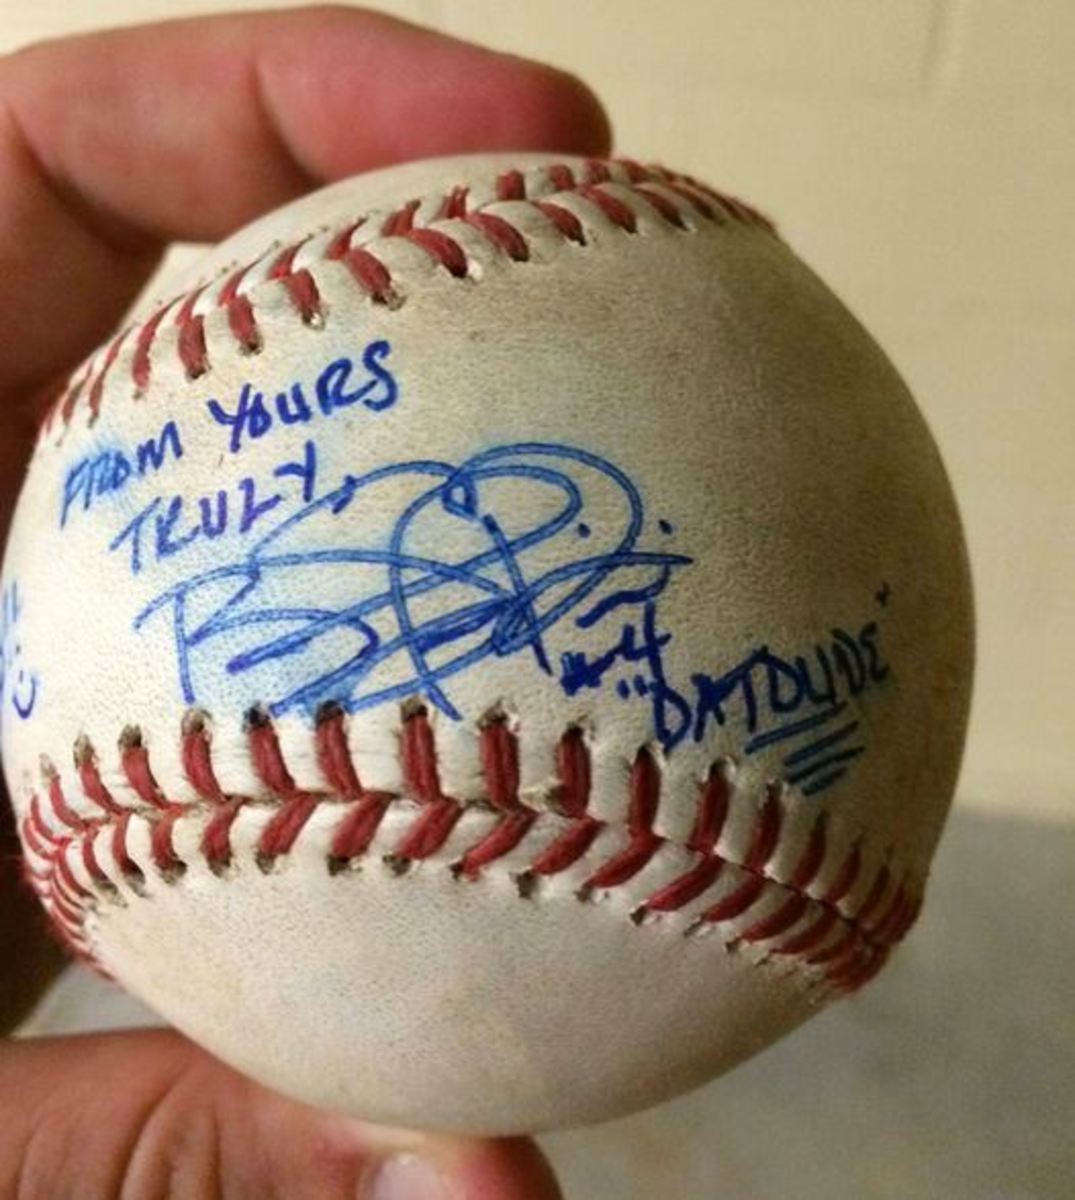 FROM YOURS
TRULY,
#4
"DATDUDE"